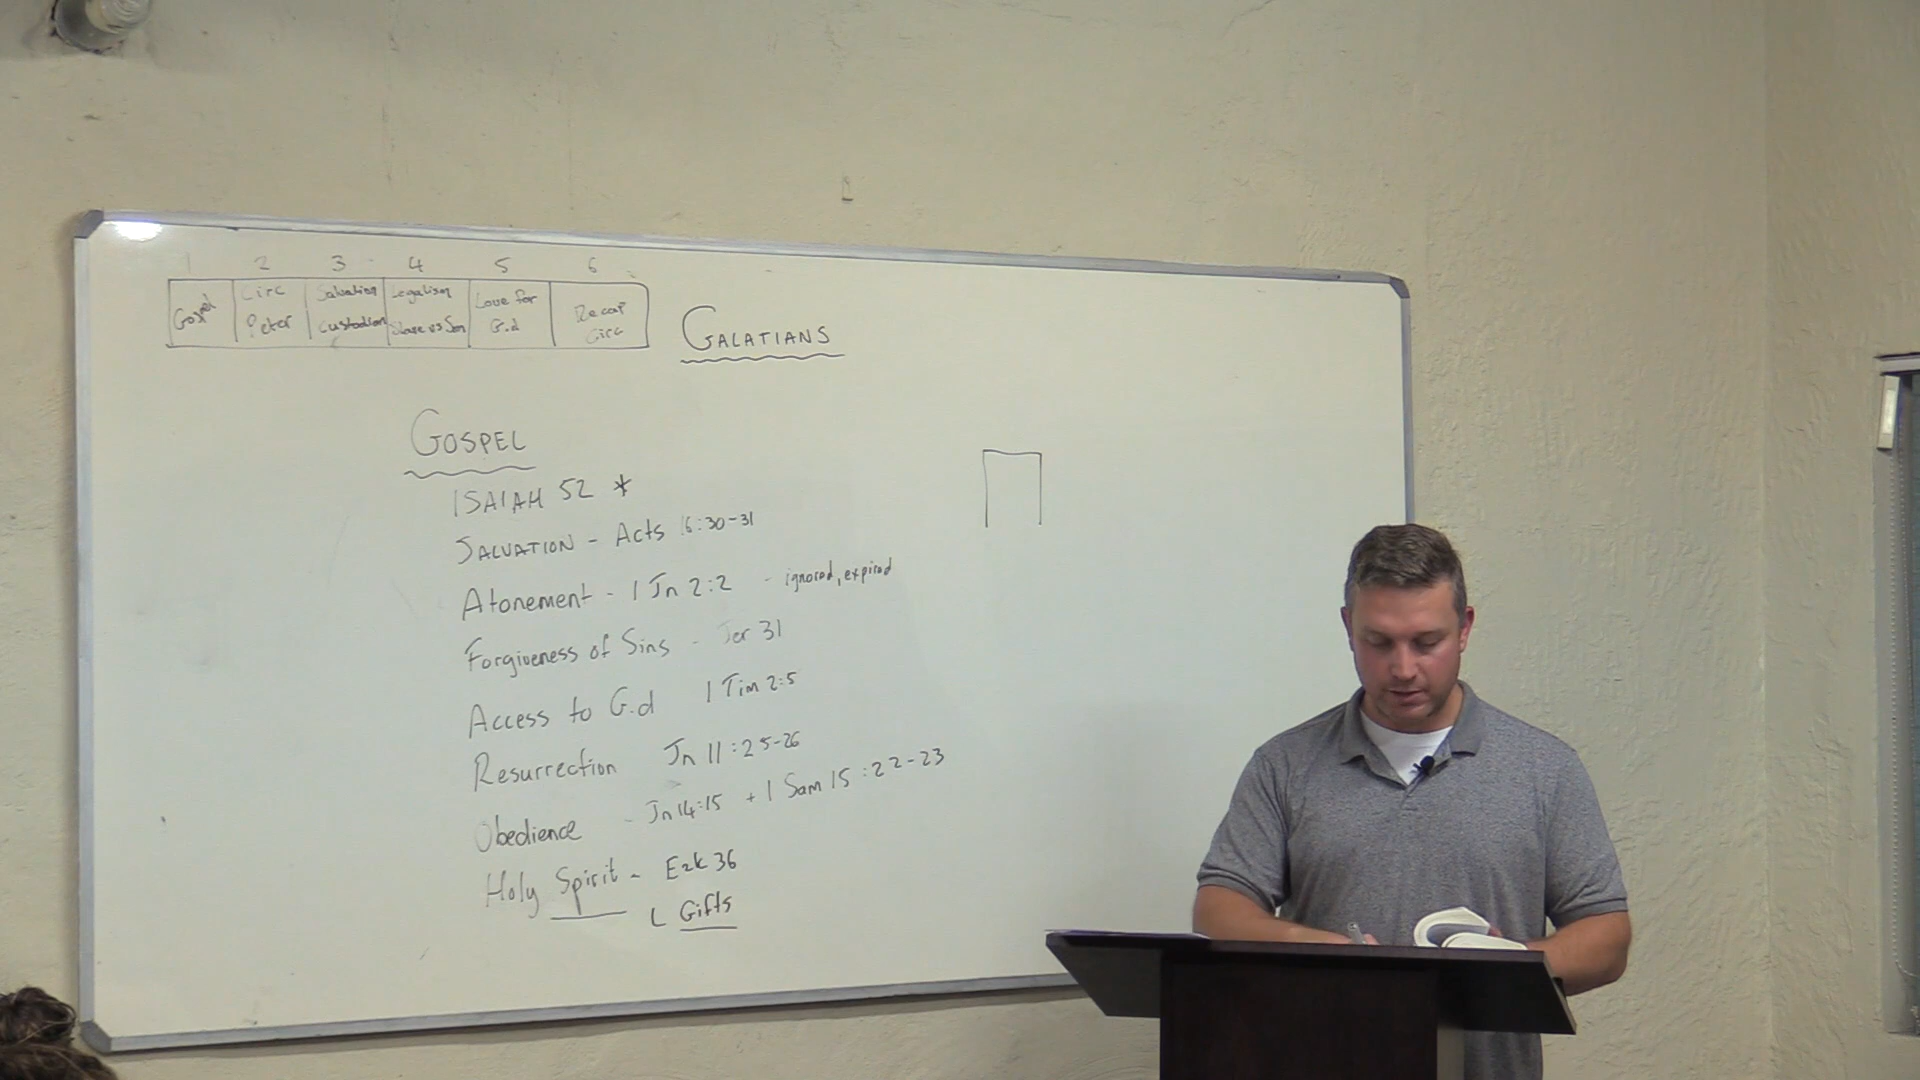 1 2 3 4 5 6
Gospel Circ Salvation Legalism Love for Recap
Peter Custodian Slave vs Son G.d Circ
GALATIANS
GOSPEL
ISAIAH 52 *
SALVATION - Acts 16:30-31
Atonement - 1 Jn 2:2 - ignored, expired
Forgiveness of Sins - Jer 31
Access to G.d 1 Tim 2:5
Resurrection Jn 11:25-26
Obedience - Jn 14:15 + 1 Sam 15:22-23
Holy Spirit - Ezk 36
Gifts